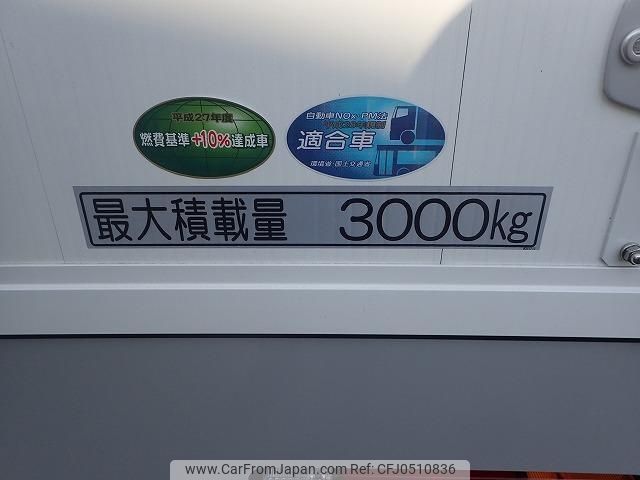 平成27年度
燃費基準+10%達成車
自動車NOx・PM法
適合車
環境省・国土交通省
最大積載量 3000kg
www.CarFromJapan.com - ID: CFJ0510836